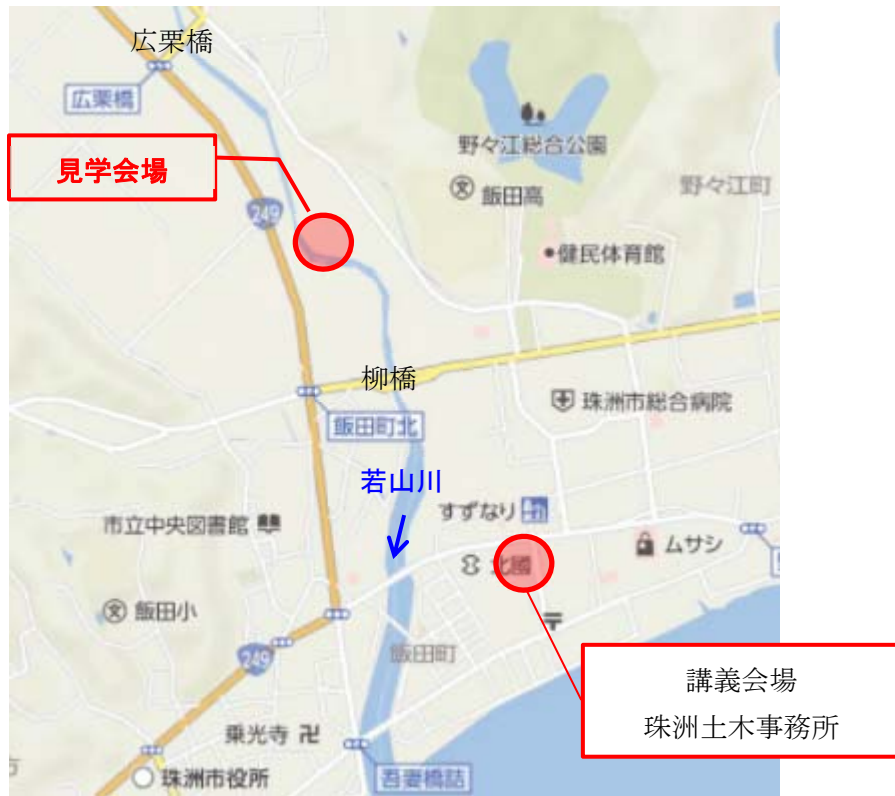 広栗橋
広栗橋
見学会場
249
野々江総合公園
飯田高
野々江町
健民体育館
柳橋
飯田町北
珠洲市総合病院
若山川
すずなり
市立中央図書館
北國
ムサシ
飯田小
飯田町
249
講義会場
珠洲土木事務所
乗光寺
吾妻橋詰
珠洲市役所